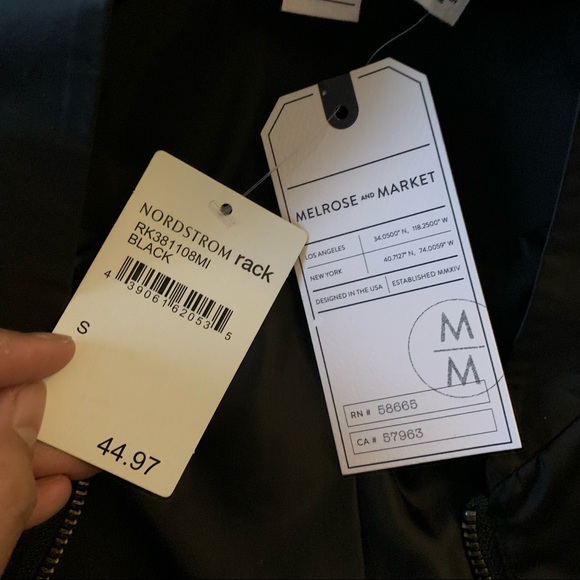 NORDSTROM rack
RK381108MI
BLACK
4 39061 62053 5
S
44.97
MELROSE AND MARKET
LOS ANGELES 34.0500° N, 118.2500° W
NEW YORK 40.7127° N, 74.0059° W
DESIGNED IN THE USA ESTABLISHED MMXIV
M
M
RN # 58665
CA # 57963